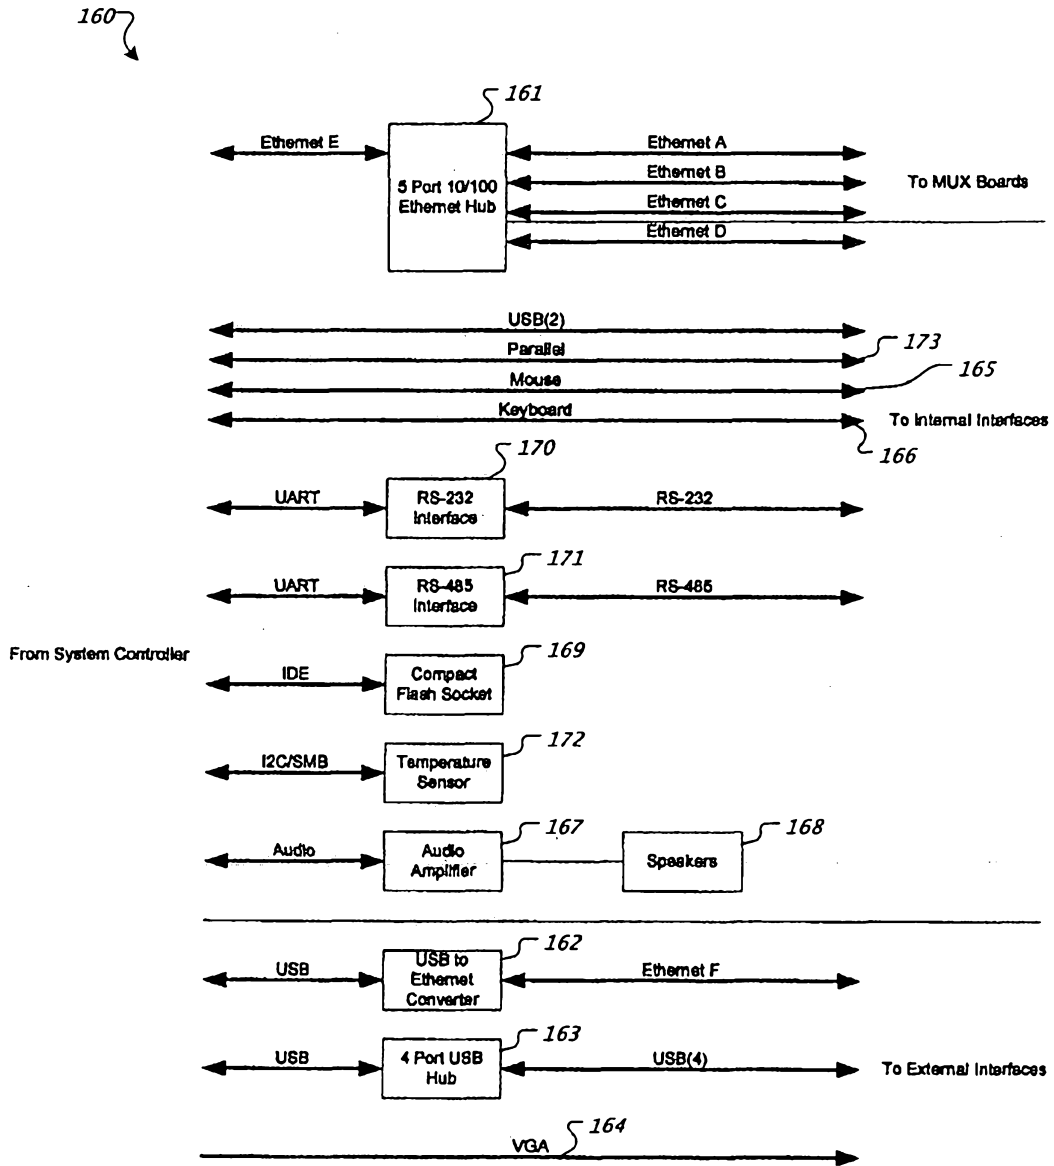 160
161
Ethernet E
5 Port 10/100
Ethernet Hub
Ethernet A
Ethernet B
Ethernet C
Ethernet D
To MUX Boards
USB(2)
Parallel
173
Mouse
165
Keyboard
To Internal Interfaces
166
170
UART
RS-232
Interface
RS-232
171
UART
RS-485
Interface
RS-485
From System Controller
169
IDE
Compact
Flash Socket
172
I2C/SMB
Temperature
Sensor
167
168
Audio
Audio
Amplifier
Speakers
162
USB
USB to
Ethernet
Converter
Ethernet F
163
USB
4 Port USB
Hub
USB(4)
To External Interfaces
164
VGA